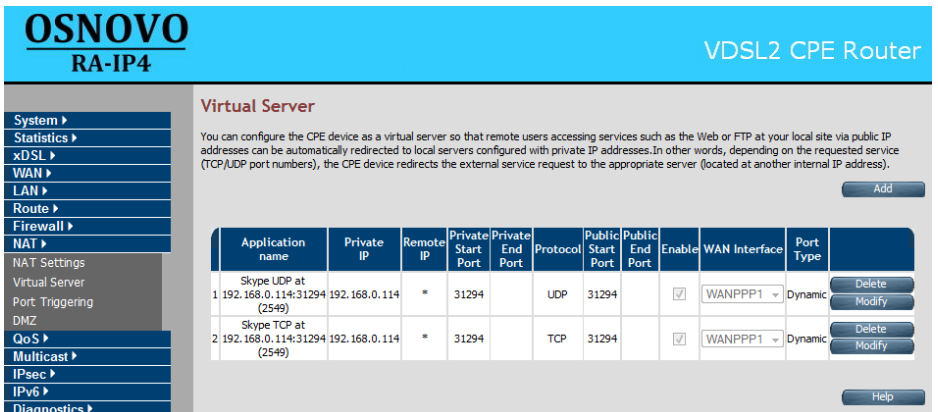 OSNOVO
RA-IP4
VDSL2 CPE Router
System
Statistics
xDSL
WAN
LAN
Route
Firewall
NAT
NAT Settings
Virtual Server
Port Triggering
DMZ
QoS
Multicast
IPsec
IPv6
Diagnostics
Virtual Server
You can configure the CPE device as a virtual server so that remote users accessing services such as the Web or FTP at your local site via public IP
addresses can be automatically redirected to local servers configured with private IP addresses.In other words, depending on the requested service
(TCP/UDP port numbers), the CPE device redirects the external service request to the appropriate server (located at another internal IP address).
Add
Application name Private IP Remote IP Private Start Port Private End Port Protocol Public Start Port Public End Port Enable WAN Interface Port Type
1 Skype UDP at 192.168.0.114:31294 (2549) 192.168.0.114 * 31294 UDP 31294 WANPPP1 Dynamic Delete Modify
2 Skype TCP at 192.168.0.114:31294 (2549) 192.168.0.114 * 31294 TCP 31294 WANPPP1 Dynamic Delete Modify
Help